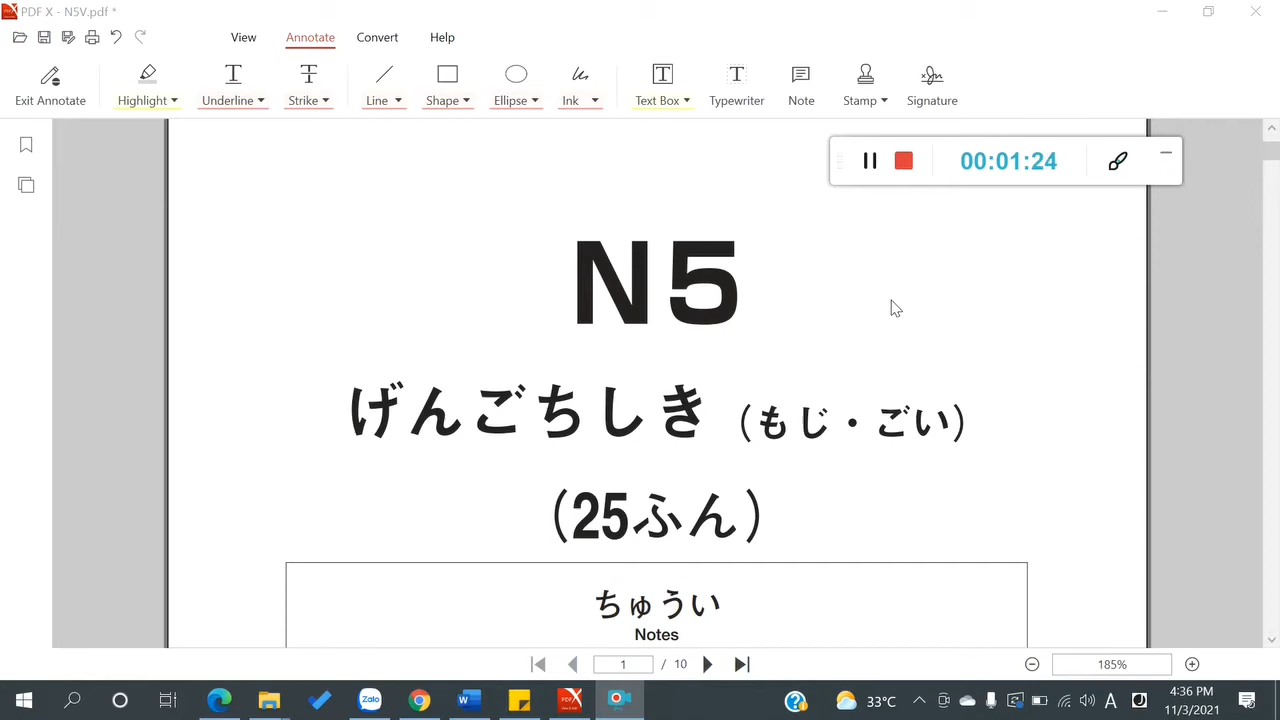 PDF X - N5V.pdf *
View Annotate Convert Help
Exit Annotate Highlight Underline Strike Line Shape Ellipse Ink Text Box Typewriter Note Stamp Signature
00:01:24
N5
げんごちしき (もじ・ごい)
(25ふん)
ちゅうい
Notes
1 / 10
185%
Zalo
33°C
A
4:36 PM
11/3/2021